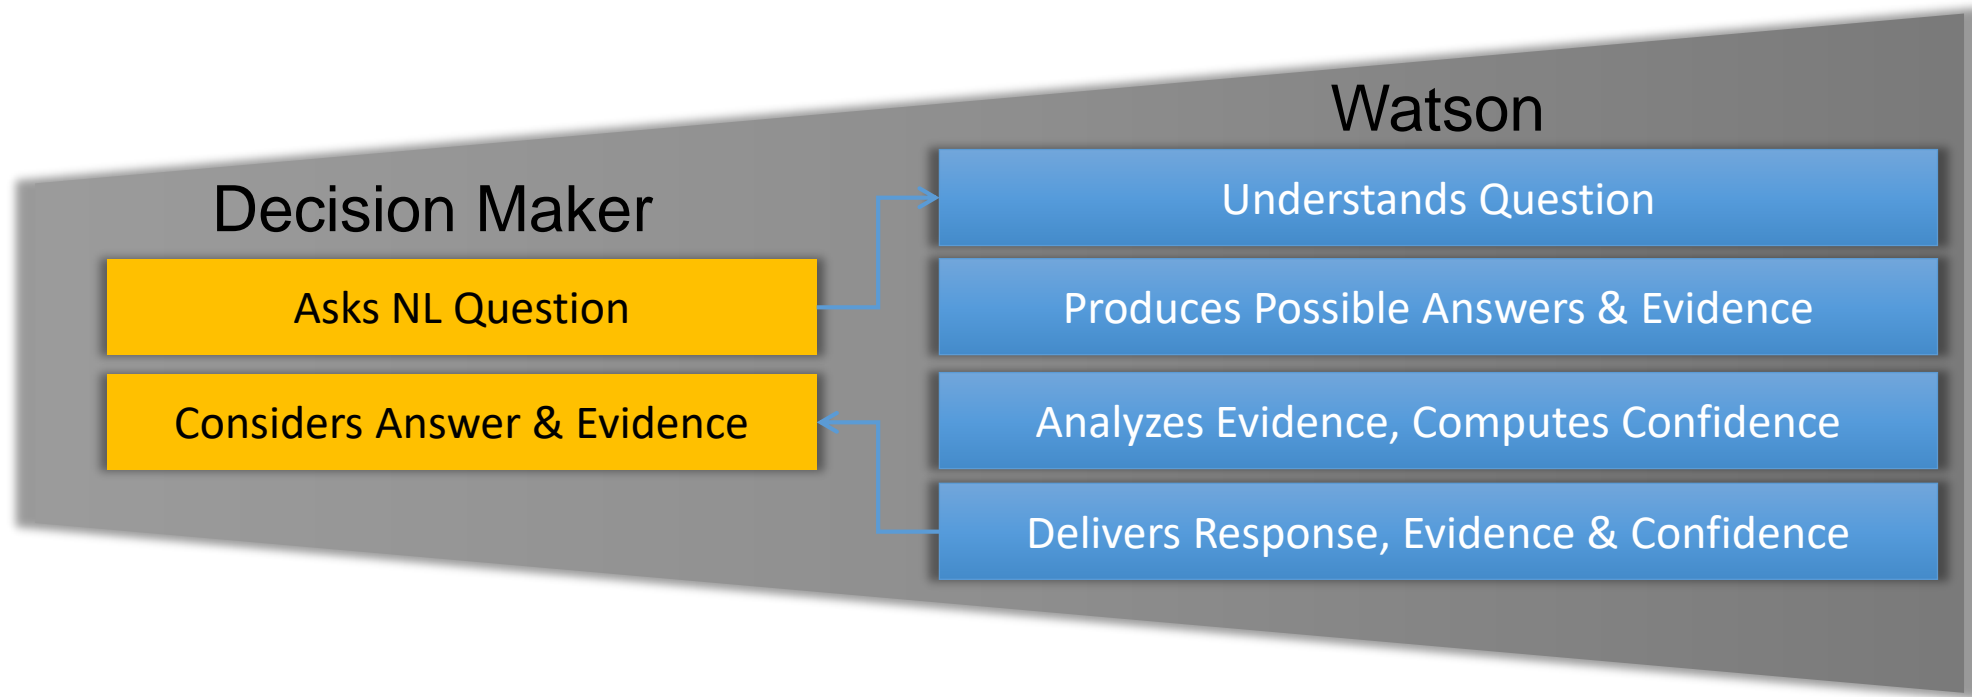 Decision Maker
Asks NL Question
Considers Answer & Evidence
Watson
Understands Question
Produces Possible Answers & Evidence
Analyzes Evidence, Computes Confidence
Delivers Response, Evidence & Confidence